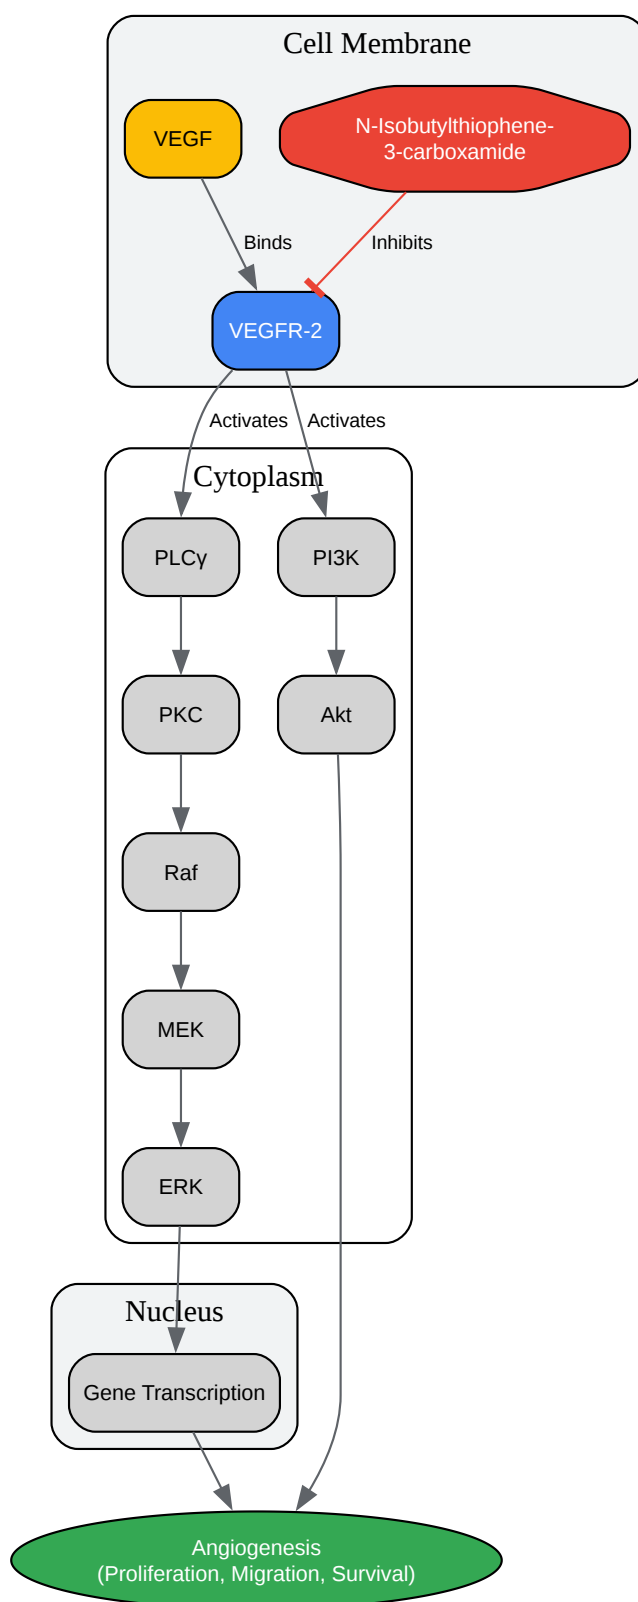 Cell Membrane
VEGF
N-Isobutylthiophene-
3-carboxamide
Binds
Inhibits
VEGFR-2
Activates
Activates
Cytoplasm
PLCγ
PI3K
PKC
Akt
Raf
MEK
ERK
Nucleus
Gene Transcription
Angiogenesis
(Proliferation, Migration, Survival)